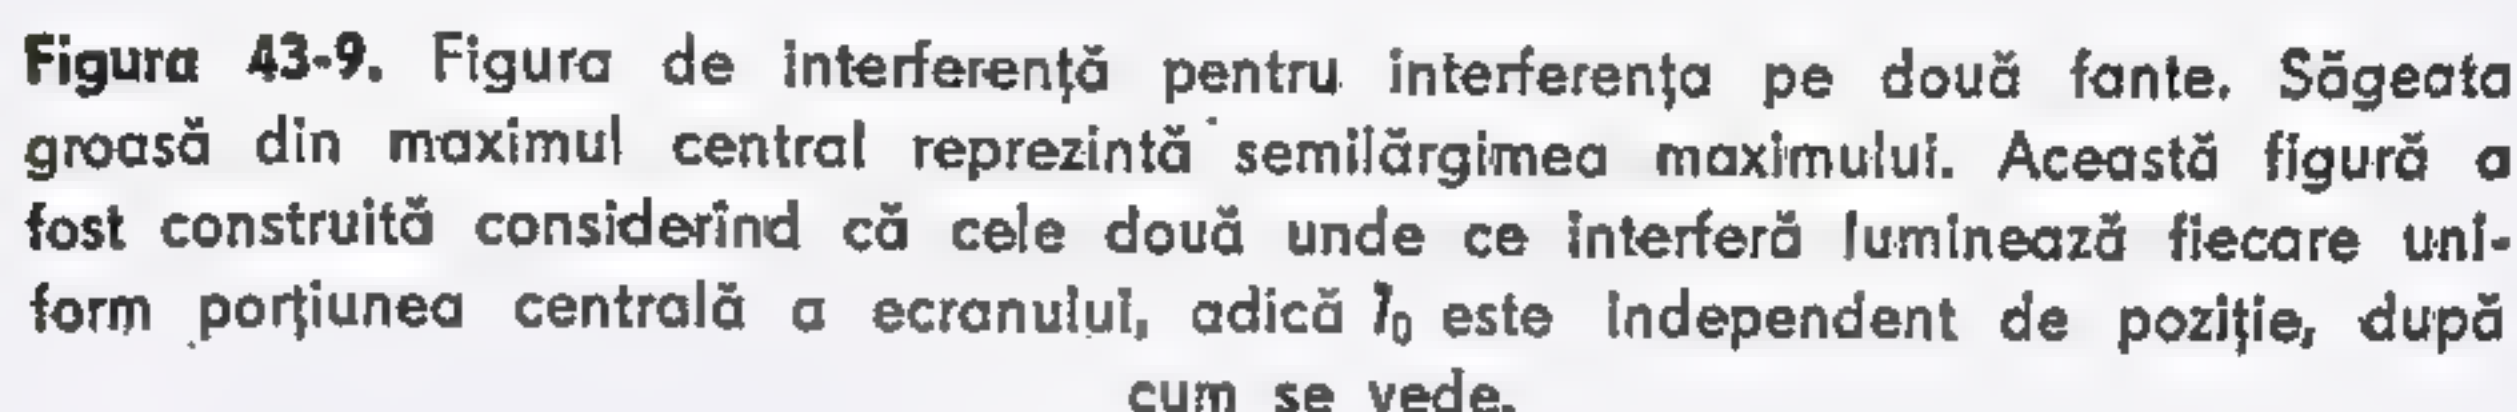 Figura 43-9. Figura de interferență pentru interferența pe două fante. Săgeata
groasă din maximul central reprezintă semilărgimea maximului. Această figură a
fost construită considerînd că cele două unde ce interferă luminează fiecare uni-
form porțiunea centrală a ecranului, adică I₀ este independent de poziție, după
cum se vede.